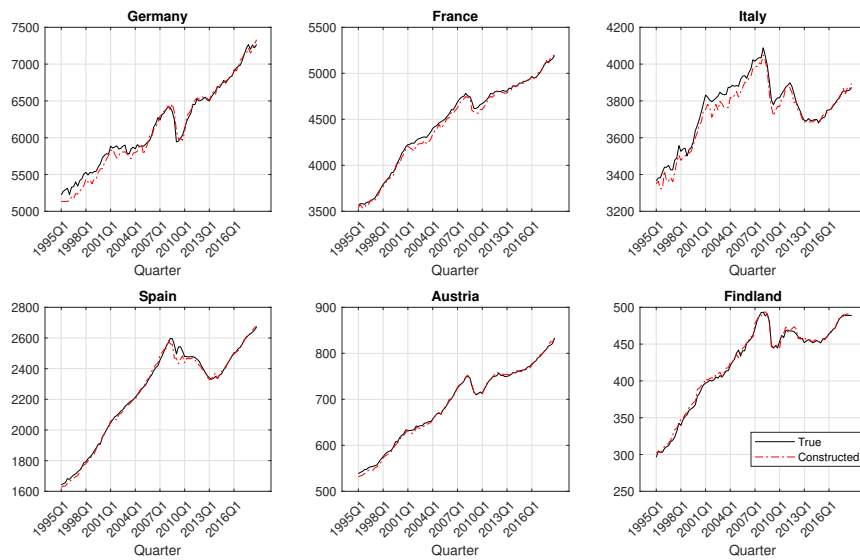 Germany
France
Italy
7500
7000
6500
6000
5500
5000
5500
5000
4500
4000
3500
4200
4000
3800
3600
3400
3200
1995Q1 1998Q1 2001Q1 2004Q1 2007Q1 2010Q1 2013Q1 2016Q1
1995Q1 1998Q1 2001Q1 2004Q1 2007Q1 2010Q1 2013Q1 2016Q1
1995Q1 1998Q1 2001Q1 2004Q1 2007Q1 2010Q1 2013Q1 2016Q1
Quarter
Quarter
Quarter
Spain
Austria
Findland
2800
2600
2400
2200
2000
1800
1600
900
800
700
600
500
500
450
400
350
300
250
True
Constructed
1995Q1 1998Q1 2001Q1 2004Q1 2007Q1 2010Q1 2013Q1 2016Q1
1995Q1 1998Q1 2001Q1 2004Q1 2007Q1 2010Q1 2013Q1 2016Q1
1995Q1 1998Q1 2001Q1 2004Q1 2007Q1 2010Q1 2013Q1 2016Q1
Quarter
Quarter
Quarter